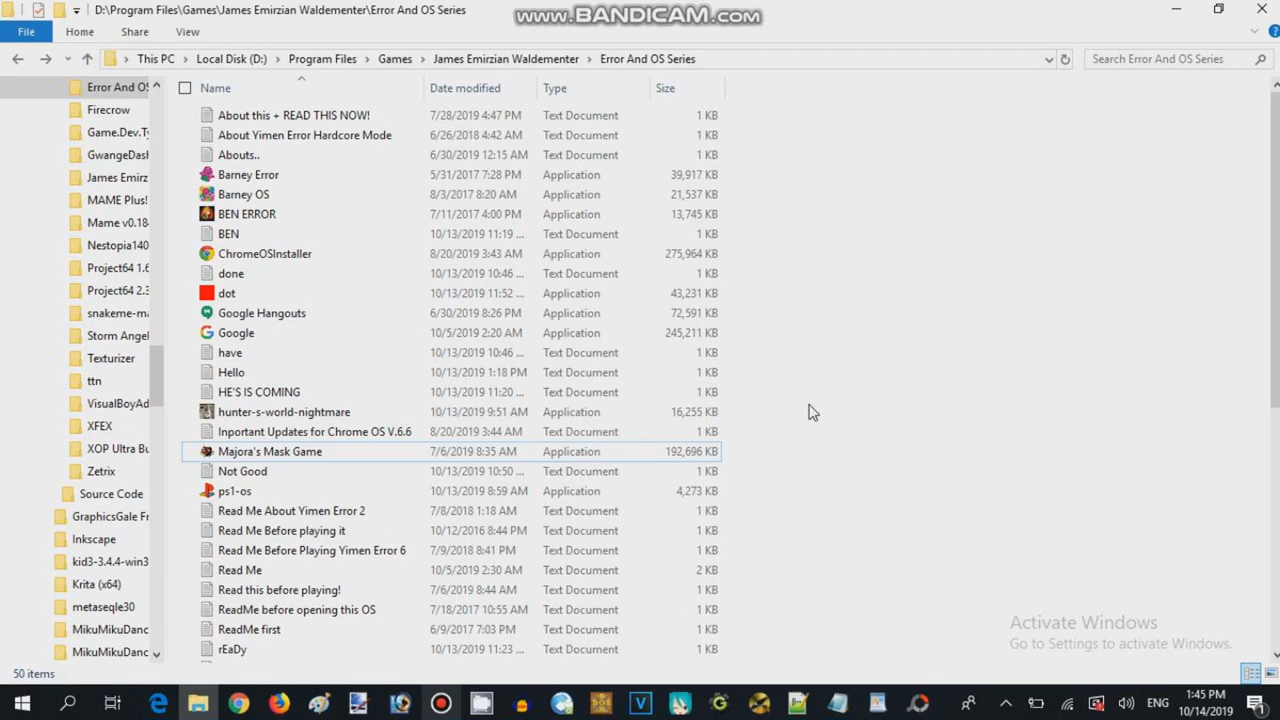 D:\Program Files\Games\James Emirzian Waldementer\Error And OS Series
www.BANDICAM.com
File Home Share View
This PC Local Disk (D:) Program Files Games James Emirzian Waldementer Error And OS Series
Search Error And OS Series
Name Date modified Type Size
Error And OS
Firecrow
Game.Dev.Ty
GwangeDash
James Emirz
MAME Plus!
Mame v0.18
Nestopia140
Project64 1.6
Project64 2.3
snakeme-ma
Storm Angel
Texturizer
ttn
VisualBoyAd
XFEX
XOP Ultra Bu
Zetrix
Source Code
GraphicsGale Fr
Inkscape
kid3-3.4.4-win3
Krita (x64)
metaseqle30
MikuMikuDanc
MikuMikuDanc
About this + READ THIS NOW! 7/28/2019 4:47 PM Text Document 1 KB
About Yimen Error Hardcore Mode 6/26/2018 4:42 AM Text Document 1 KB
Abouts.. 6/30/2019 12:15 AM Text Document 1 KB
Barney Error 5/31/2017 7:28 PM Application 39,917 KB
Barney OS 8/3/2017 8:20 AM Application 21,537 KB
BEN ERROR 7/11/2017 4:00 PM Application 13,745 KB
BEN 10/13/2019 11:19 ... Text Document 1 KB
ChromeOSInstaller 8/20/2019 3:43 AM Application 275,964 KB
done 10/13/2019 10:46 ... Text Document 1 KB
dot 10/13/2019 11:52 ... Application 43,231 KB
Google Hangouts 6/30/2019 8:26 PM Application 72,591 KB
Google 10/5/2019 2:20 AM Application 245,211 KB
have 10/13/2019 10:46 ... Text Document 1 KB
Hello 10/13/2019 1:18 PM Text Document 1 KB
HE'S IS COMING 10/13/2019 11:20 ... Text Document 1 KB
hunter-s-world-nightmare 10/13/2019 9:51 AM Application 16,255 KB
Inportant Updates for Chrome OS V.6.6 8/20/2019 3:44 AM Text Document 1 KB
Majora's Mask Game 7/6/2019 8:35 AM Application 192,696 KB
Not Good 10/13/2019 10:50 ... Text Document 1 KB
ps1-os 10/13/2019 8:59 AM Application 4,273 KB
Read Me About Yimen Error 2 7/8/2018 1:18 AM Text Document 1 KB
Read Me Before playing it 10/12/2016 8:44 PM Text Document 1 KB
Read Me Before Playing Yimen Error 6 7/9/2018 8:41 PM Text Document 1 KB
Read Me 10/5/2019 2:30 AM Text Document 2 KB
Read this before playing! 7/6/2019 8:44 AM Text Document 1 KB
ReadMe before opening this OS 7/18/2017 10:55 AM Text Document 1 KB
ReadMe first 6/9/2017 7:03 PM Text Document 1 KB
rEaDy 10/13/2019 11:23 ... Text Document 1 KB
Activate Windows
Go to Settings to activate Windows.
50 items
ENG
1:45 PM
10/14/2019